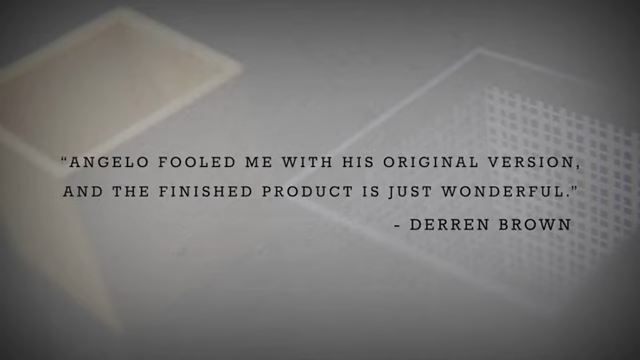 “ANGELO FOOLED ME WITH HIS ORIGINAL VERSION,
AND THE FINISHED PRODUCT IS JUST WONDERFUL.”
- DERREN BROWN